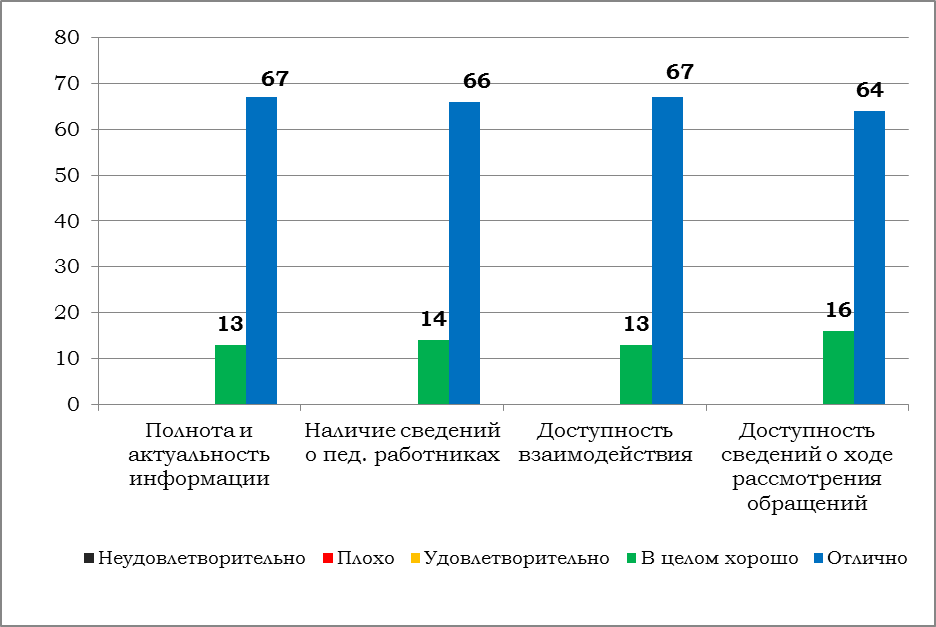 80
70
60
50
40
30
20
10
0
67
66
67
64
13
14
13
16
Полнота и
актуальность
информации
Наличие сведений
о пед. работниках
Доступность
взаимодействия
Доступность
сведений о ходе
рассмотрения
обращений
Неудовлетворительно Плохо Удовлетворительно В целом хорошо Отлично